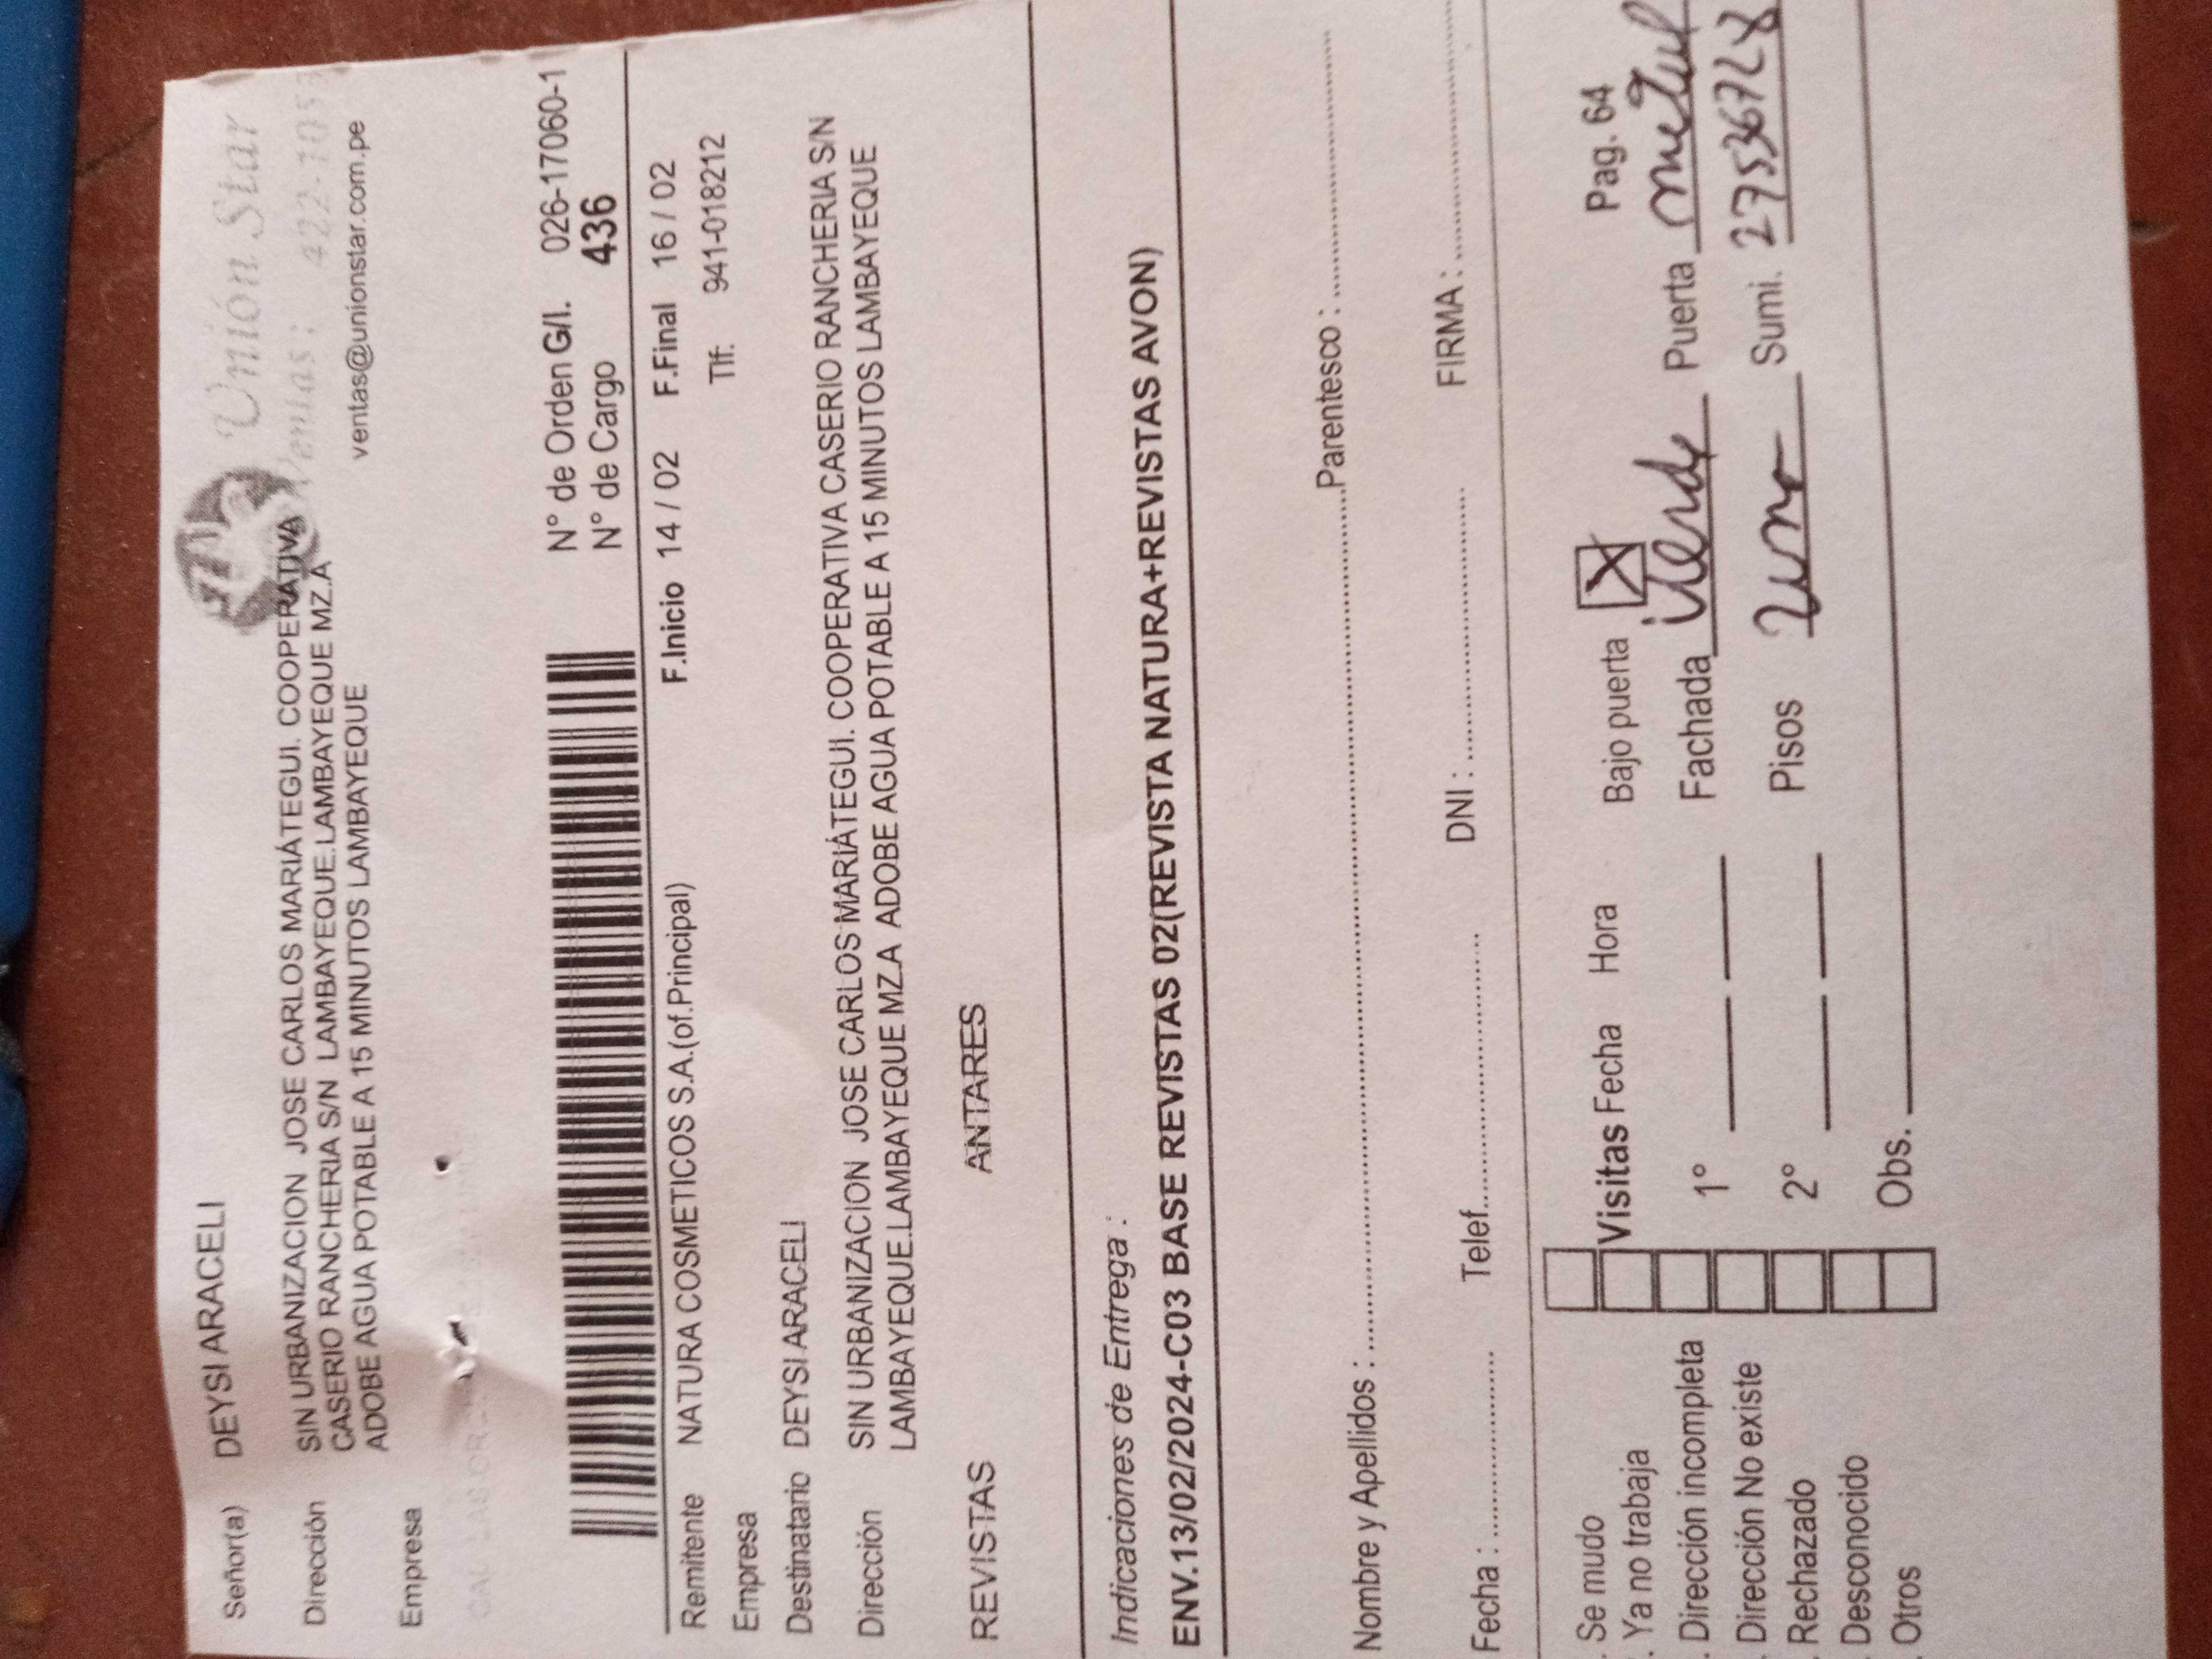 Unión Star
Ventas: 422-105
ventas@unionstar.com.pe
Señor(a) DEYSI ARACELI
Dirección SIN URBANIZACION JOSE CARLOS MARIÁTEGUI. COOPERATIVA
CASERIO RANCHERIA S/N LAMBAYEQUE.LAMBAYEQUE MZ.A
ADOBE AGUA POTABLE A 15 MINUTOS LAMBAYEQUE
Empresa
N° de Orden G/I. 026-17060-1
N° de Cargo 436
Remitente NATURA COSMETICOS S.A.(of.Principal) F.Inicio 14 / 02 F.Final 16 / 02
Empresa Tlf: 941-018212
Destinatario DEYSI ARACELI
Dirección SIN URBANIZACION JOSE CARLOS MARIÁTEGUI. COOPERATIVA CASERIO RANCHERIA S/N
LAMBAYEQUE.LAMBAYEQUE MZ.A ADOBE AGUA POTABLE A 15 MINUTOS LAMBAYEQUE
REVISTAS ANTARES
Indicaciones de Entrega :
ENV.13/02/2024-C03 BASE REVISTAS 02(REVISTA NATURA+REVISTAS AVON)
Nombre y Apellidos : Parentesco :
Fecha : Telef. DNI : FIRMA :
. Se mudo
. Ya no trabaja Visitas Fecha Hora Bajo puerta X Pag. 64
. Dirección incompleta 1° Fachada Verde Puerta metal
. Dirección No existe
. Rechazado 2° Pisos uno Sumi. 27536728
. Desconocido
. Otros Obs.